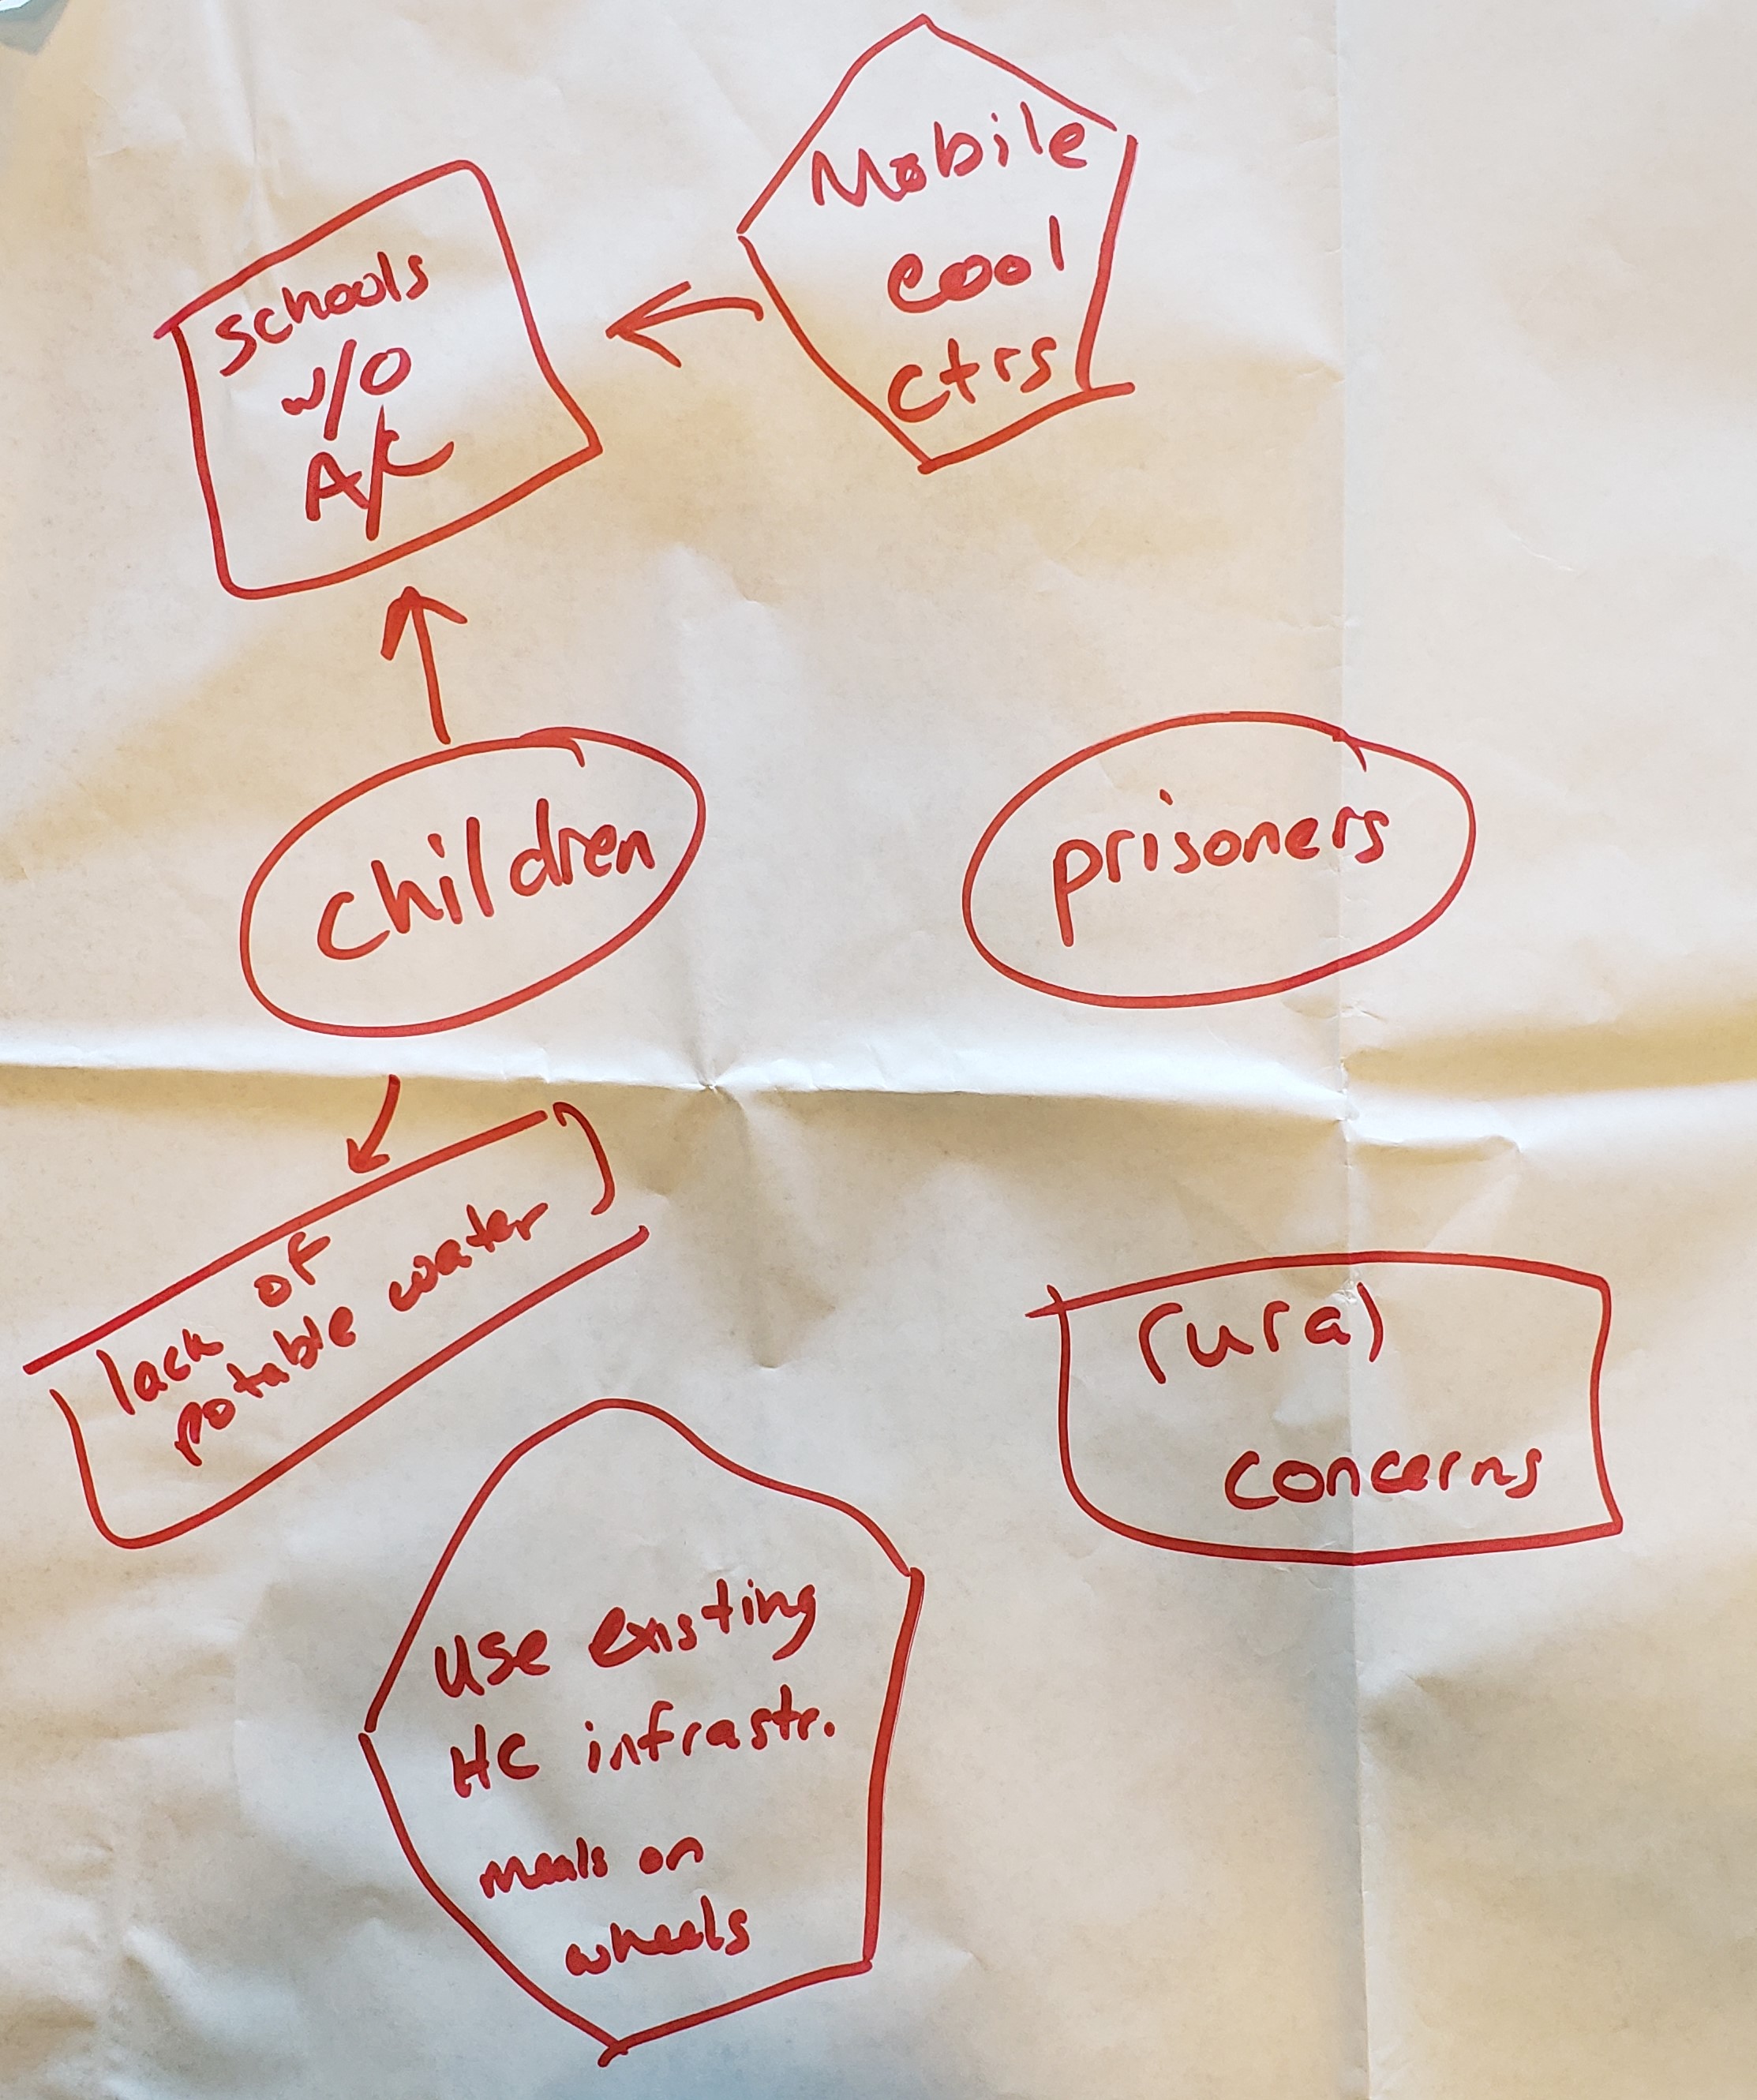 Mobile
cool
ctrs
schools
w/o
A/C
children
prisoners
lack of
potable water
rural
concerns
use existing
HC infrastr.
meals on
wheels